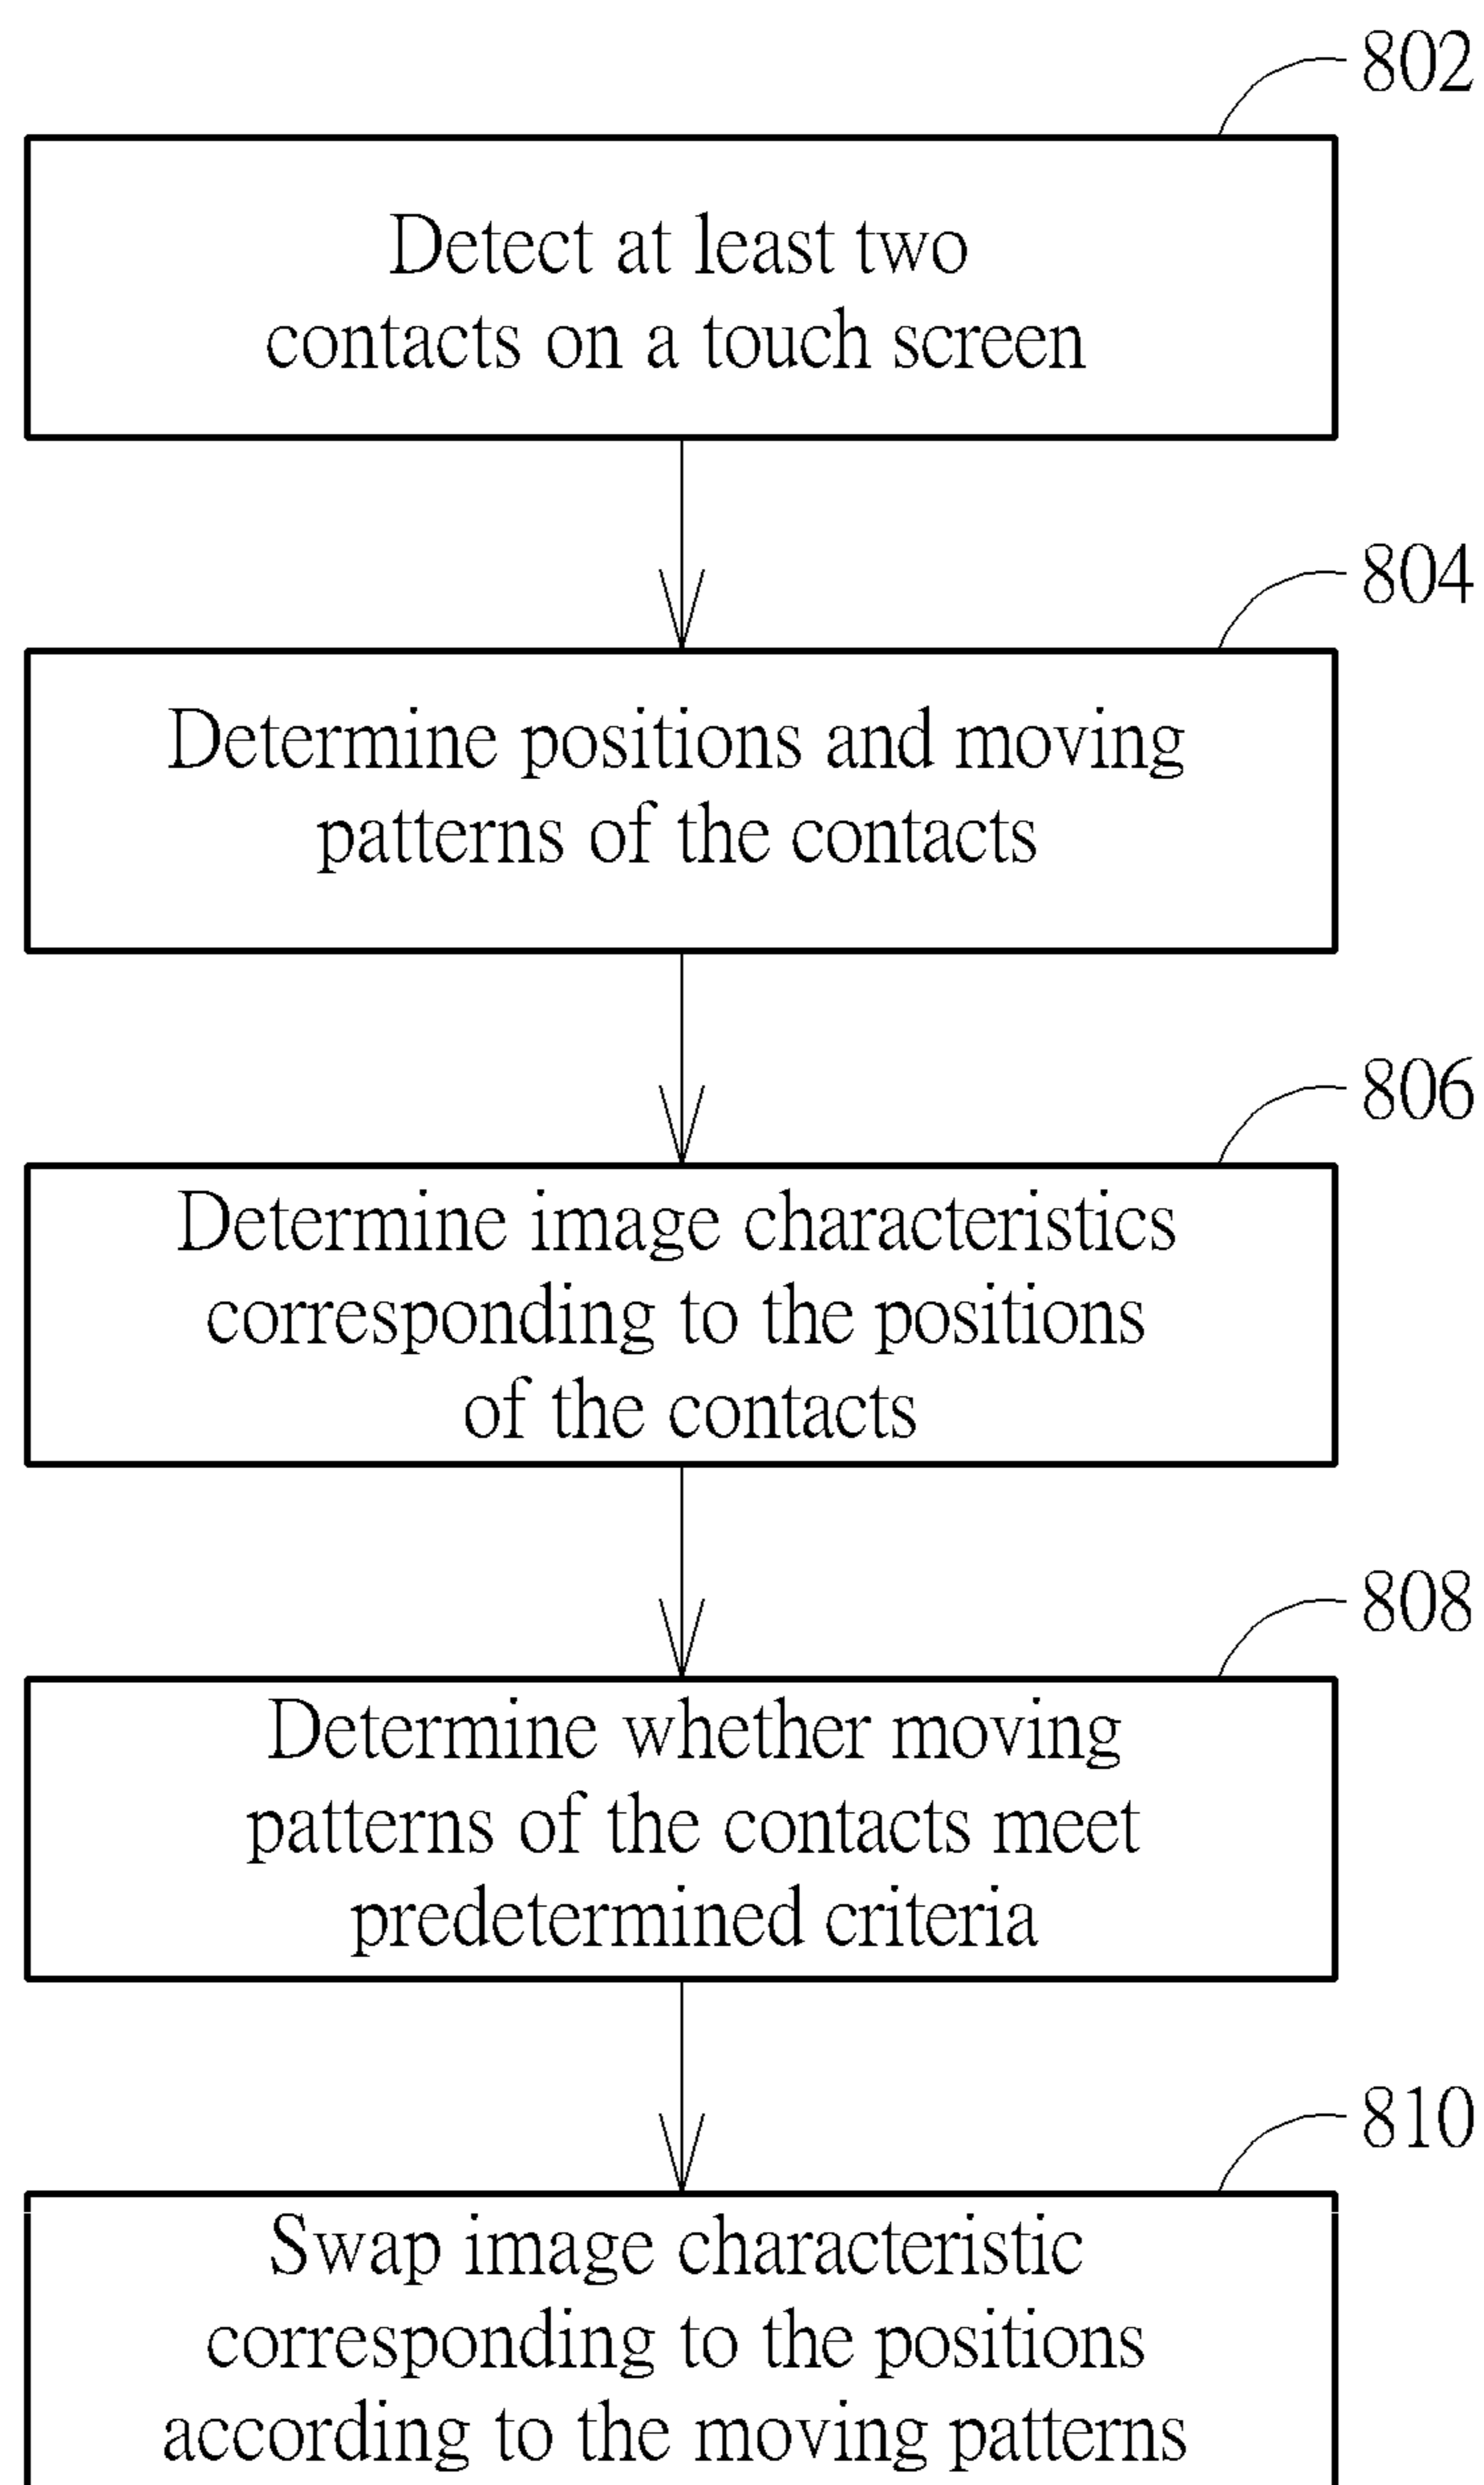 802
Detect at least two
contacts on a touch screen
804
Determine positions and moving
patterns of the contacts
806
Determine image characteristics
corresponding to the positions
of the contacts
808
Determine whether moving
patterns of the contacts meet
predetermined criteria
810
Swap image characteristic
corresponding to the positions
according to the moving patterns